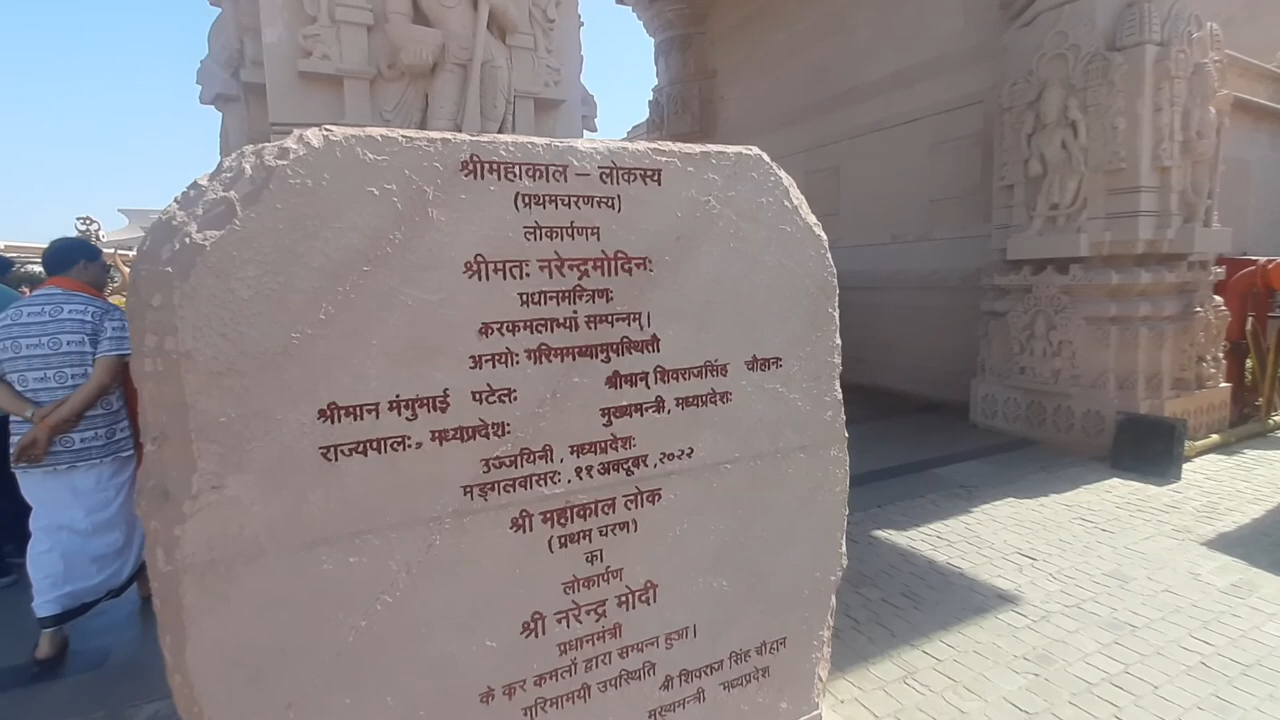 श्रीमहाकाल – लोकस्य
(प्रथमचरणस्य)
लोकार्पणम
श्रीमतः नरेन्द्रमोदिनः
प्रधानमन्त्रिणः
करकमलाभ्यां सम्पन्नम्।
अनयोः गरिममय्यामुपस्थितौ
श्रीमान मंगुभाई पटेलः श्रीमान् शिवराजसिंह चौहानः
राज्यपालः, मध्यप्रदेशः मुख्यमन्त्री, मध्यप्रदेशः
उज्जयिनी , मध्यप्रदेशः
मङ्गलवासरः , ११ अक्टूबर ,२०२२
श्री महाकाल लोक
(प्रथम चरण)
का
लोकार्पण
श्री नरेन्द्र मोदी
प्रधानमंत्री
के कर कमलों द्वारा सम्पन्न हुआ।
गरिमामयी उपस्थिति
श्री शिवराज सिंह चौहान
मुख्यमन्त्री मध्यप्रदेश